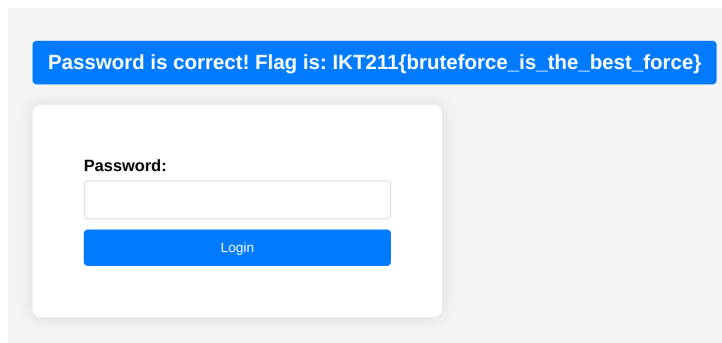 Password is correct! Flag is: IKT211{bruteforce_is_the_best_force}
Password:
Login